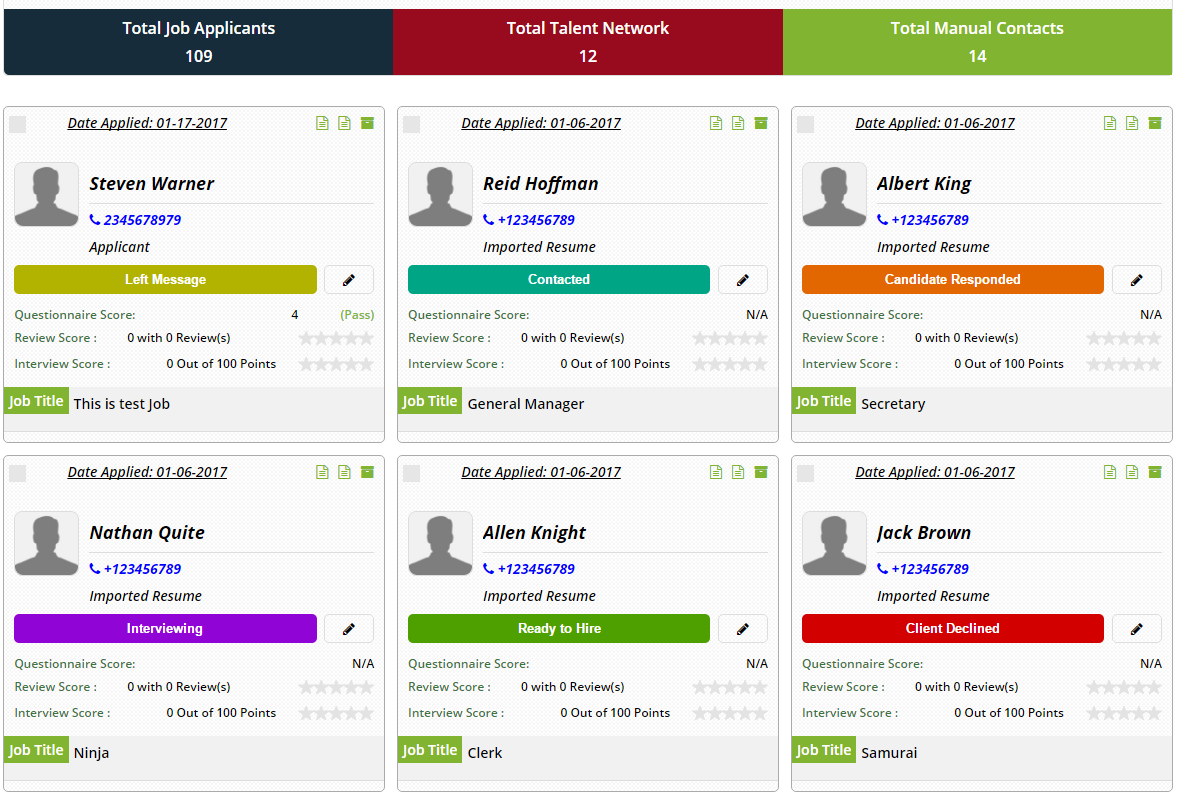 Total Job Applicants
109
Total Talent Network
12
Total Manual Contacts
14
Date Applied: 01-17-2017
Steven Warner
2345678979
Applicant
Left Message
Questionnaire Score: 4 (Pass)
Review Score : 0 with 0 Review(s)
Interview Score : 0 Out of 100 Points
Job Title This is test Job
Date Applied: 01-06-2017
Reid Hoffman
+123456789
Imported Resume
Contacted
Questionnaire Score: N/A
Review Score : 0 with 0 Review(s)
Interview Score : 0 Out of 100 Points
Job Title General Manager
Date Applied: 01-06-2017
Albert King
+123456789
Imported Resume
Candidate Responded
Questionnaire Score: N/A
Review Score : 0 with 0 Review(s)
Interview Score : 0 Out of 100 Points
Job Title Secretary
Date Applied: 01-06-2017
Nathan Quite
+123456789
Imported Resume
Interviewing
Questionnaire Score: N/A
Review Score : 0 with 0 Review(s)
Interview Score : 0 Out of 100 Points
Job Title Ninja
Date Applied: 01-06-2017
Allen Knight
+123456789
Imported Resume
Ready to Hire
Questionnaire Score: N/A
Review Score : 0 with 0 Review(s)
Interview Score : 0 Out of 100 Points
Job Title Clerk
Date Applied: 01-06-2017
Jack Brown
+123456789
Imported Resume
Client Declined
Questionnaire Score: N/A
Review Score : 0 with 0 Review(s)
Interview Score : 0 Out of 100 Points
Job Title Samurai